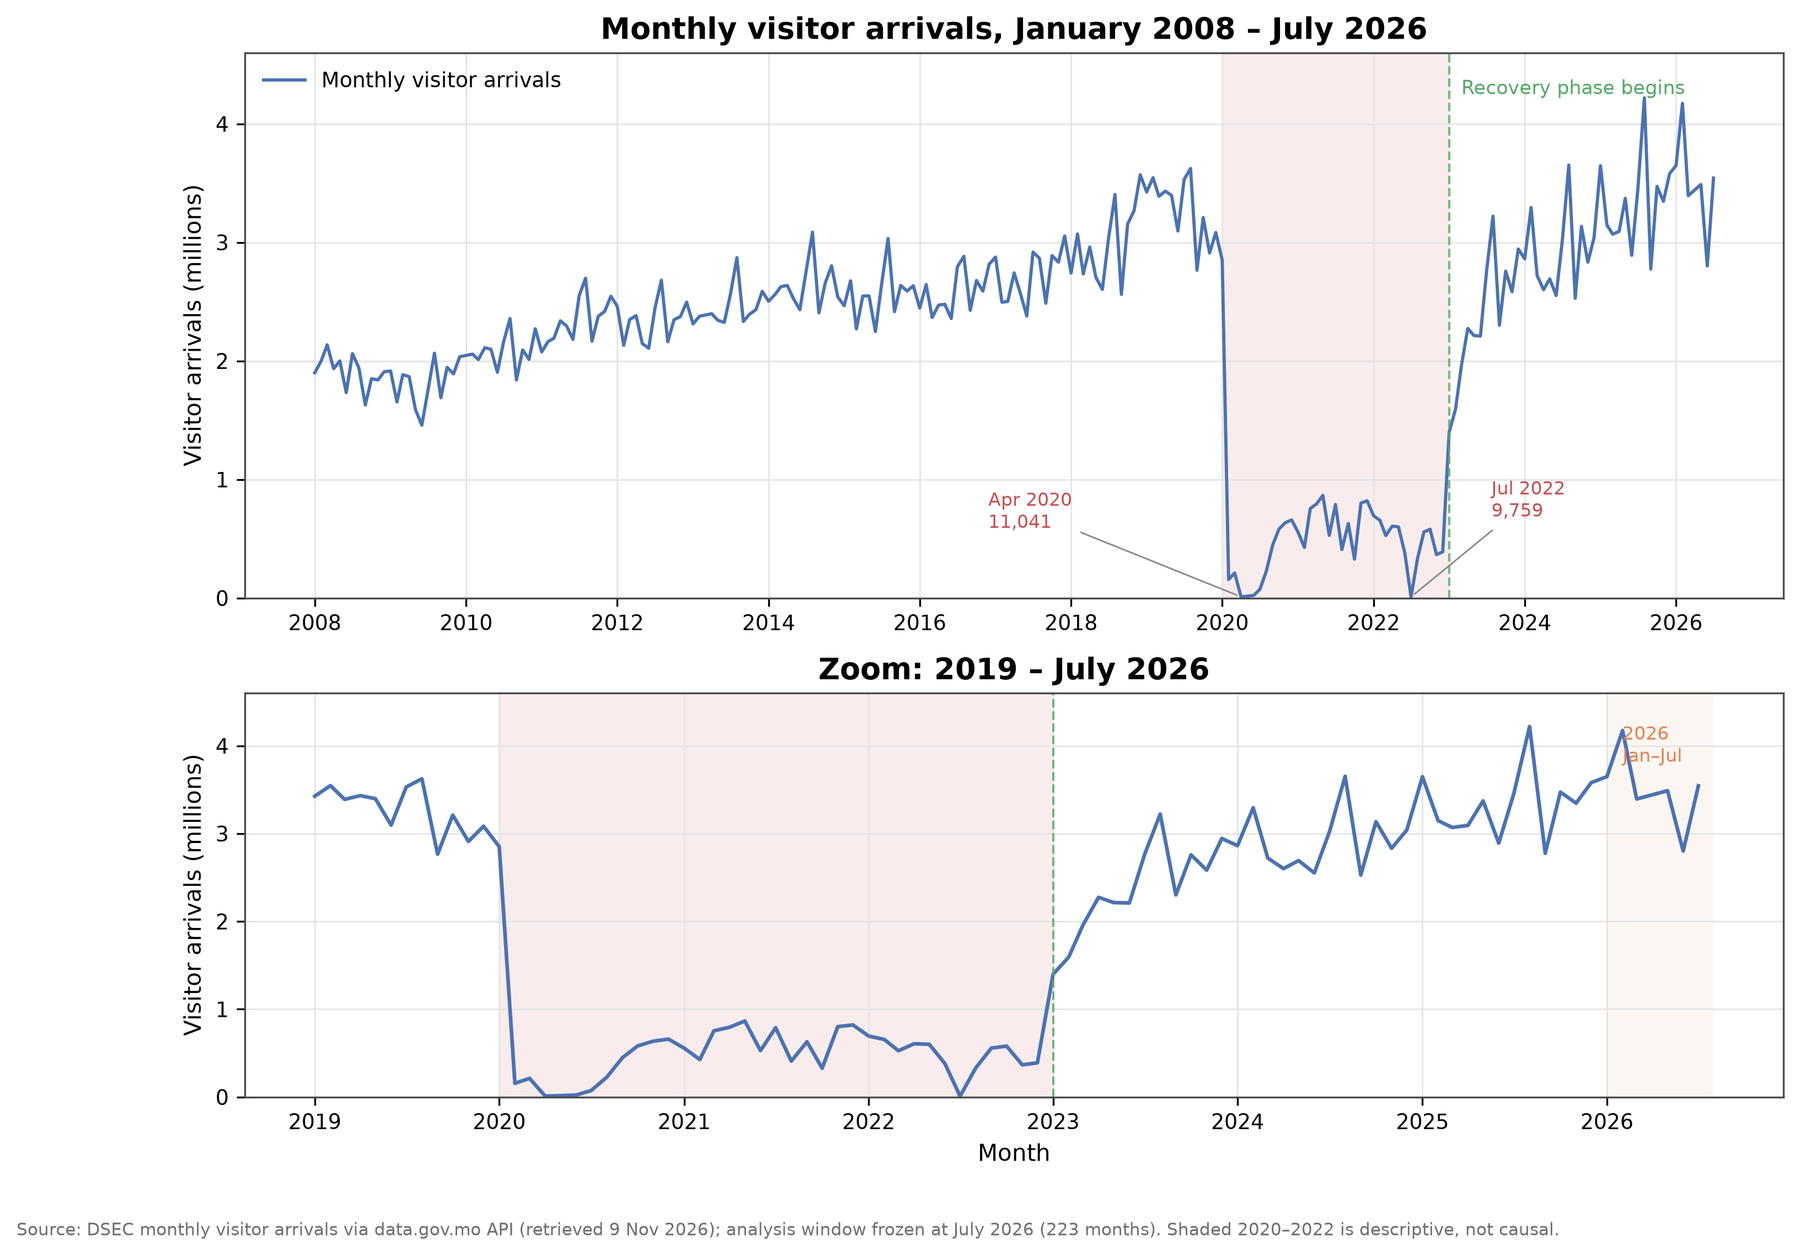 Monthly visitor arrivals, January 2008 – July 2026
Monthly visitor arrivals
Recovery phase begins
Visitor arrivals (millions)
4
3
2
1
0
Apr 2020
11,041
Jul 2022
9,759
2008 2010 2012 2014 2016 2018 2020 2022 2024 2026
Zoom: 2019 – July 2026
2026
Jan–Jul
Visitor arrivals (millions)
4
3
2
1
0
2019 2020 2021 2022 2023 2024 2025 2026
Month
Source: DSEC monthly visitor arrivals via data.gov.mo API (retrieved 9 Nov 2026); analysis window frozen at July 2026 (223 months). Shaded 2020–2022 is descriptive, not causal.